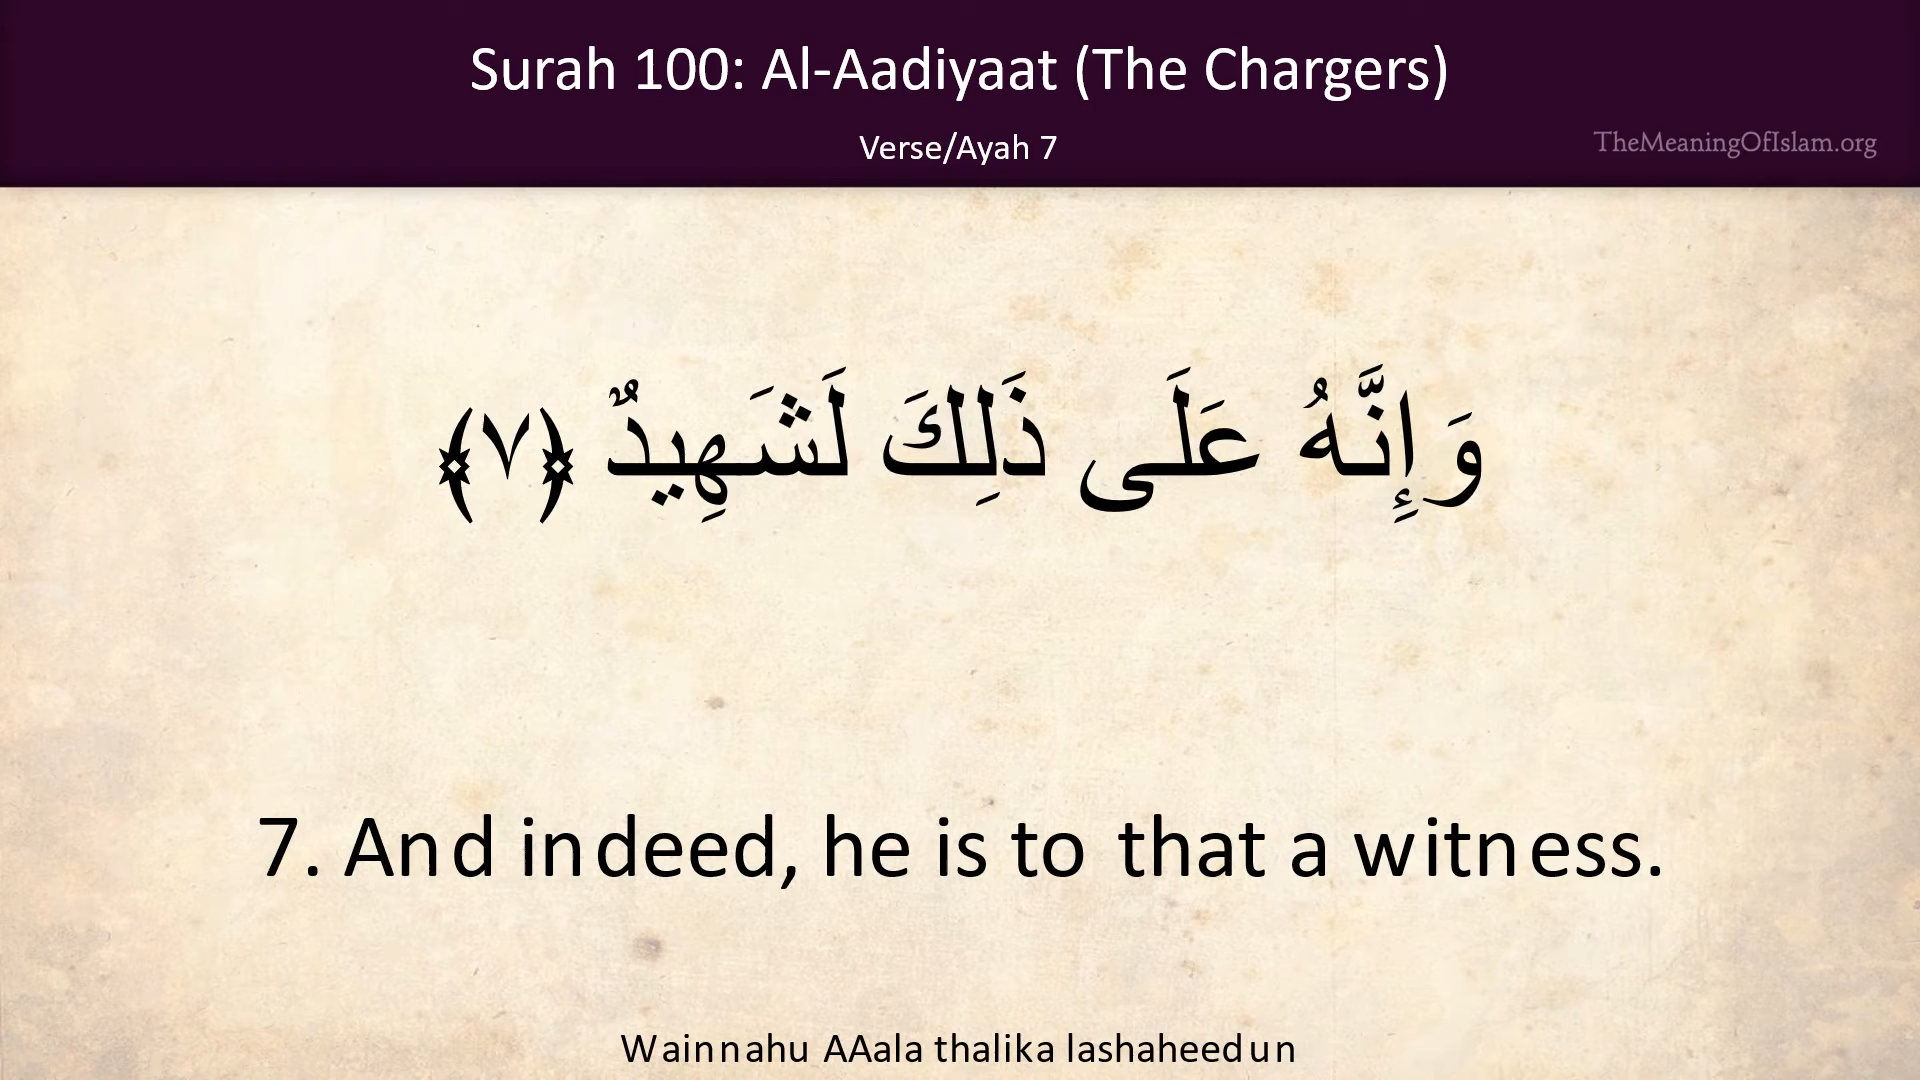 Surah 100: Al-Aadiyaat (The Chargers)
Verse/Ayah 7
TheMeaningOfIslam.org
وَإِنَّهُ عَلَى ذَلِكَ لَشَهِيدٌ ﴿٧﴾
7. And indeed, he is to that a witness.
Wainnahu AAala thalika lashaheedun